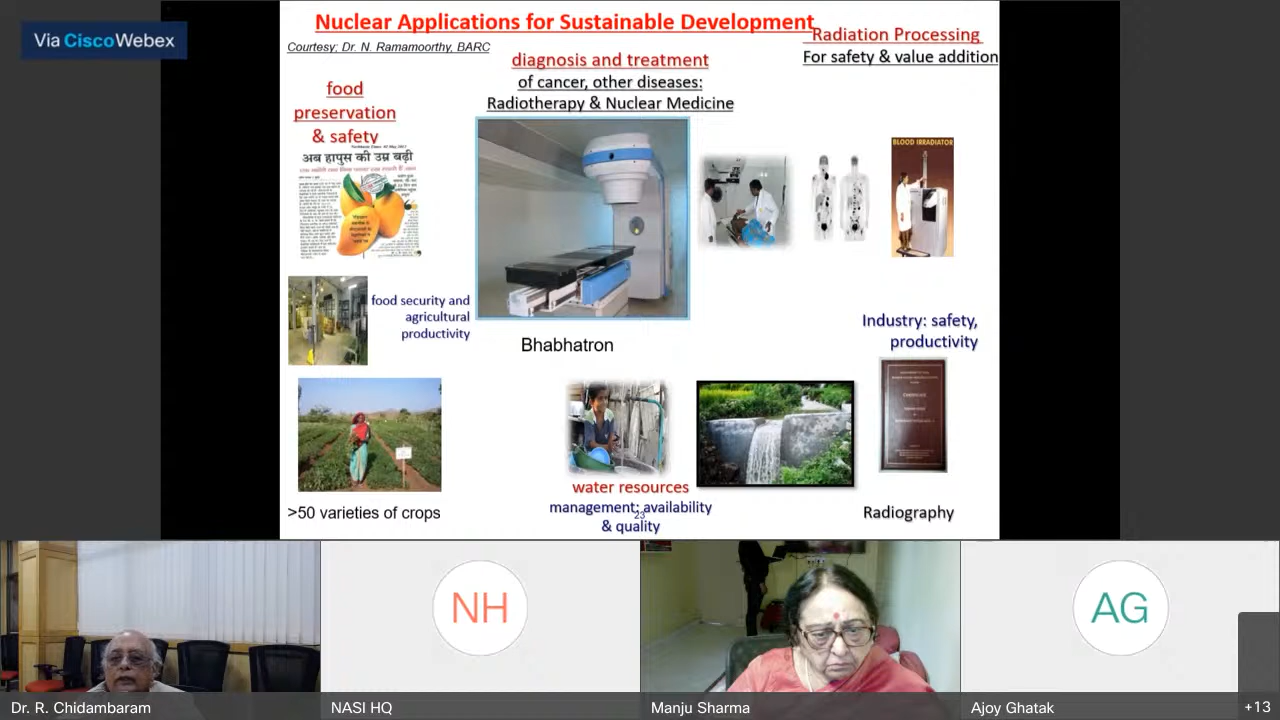 Via CiscoWebex
Nuclear Applications for Sustainable Development
Courtesy; Dr. N. Ramamoorthy, BARC
Radiation Processing
For safety & value addition
diagnosis and treatment
of cancer, other diseases:
Radiotherapy & Nuclear Medicine
food
preservation
& safety
अब हापुस की उम्र बढ़ी
BLOOD IRRADIATOR
food security and
agricultural
productivity
Bhabhatron
Industry: safety,
productivity
>50 varieties of crops
water resources
management: availability
& quality
23
Radiography
NH
AG
Dr. R. Chidambaram
NASI HQ
Manju Sharma
Ajoy Ghatak
+13